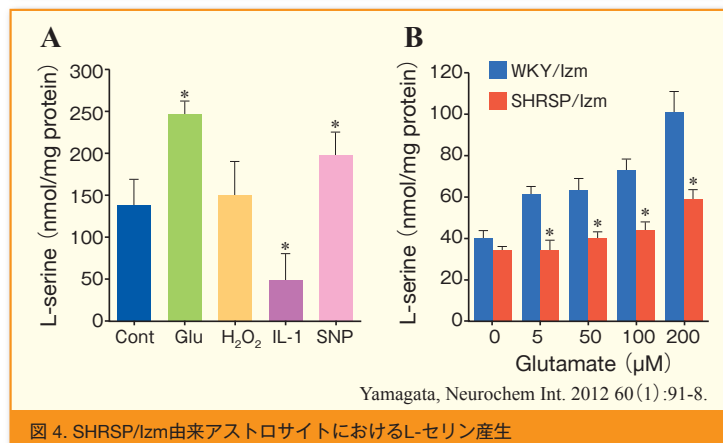 A
L-serine (nmol/mg protein)
300
250
200
150
100
50
0
*
*
*
Cont Glu H₂O₂ IL-1 SNP
B
L-serine (nmol/mg protein)
120
100
80
60
40
20
0
WKY/Izm
SHRSP/Izm
*
*
*
*
0 5 50 100 200
Glutamate (μM)
Yamagata, Neurochem Int. 2012 60(1):91-8.
図 4. SHRSP/Izm由来アストロサイトにおけるL-セリン産生